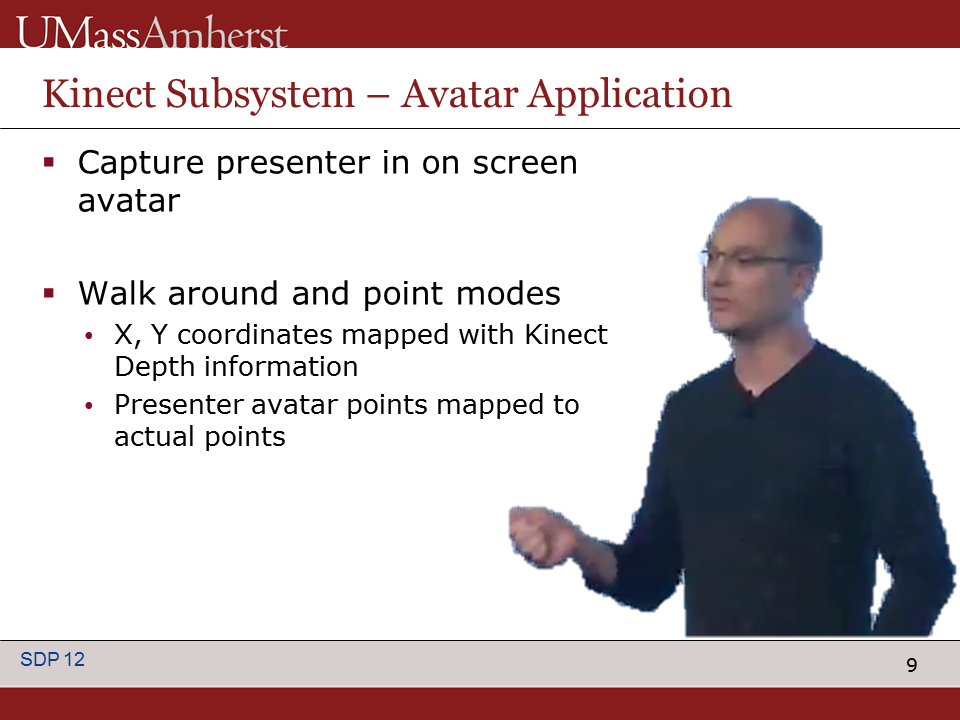 UMassAmherst
Kinect Subsystem – Avatar Application
▪ Capture presenter in on screen
avatar
▪ Walk around and point modes
• X, Y coordinates mapped with Kinect
Depth information
• Presenter avatar points mapped to
actual points
SDP 12
9